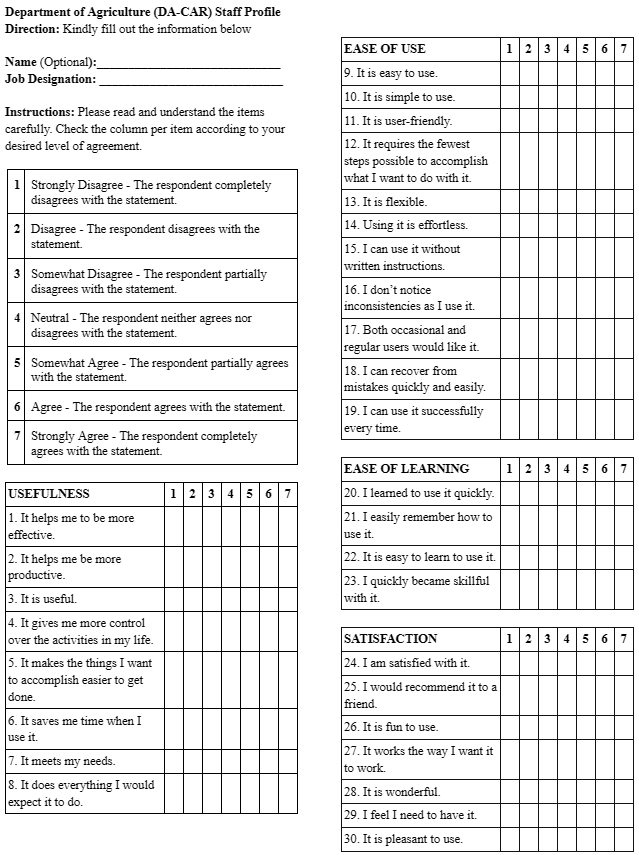 Department of Agriculture (DA-CAR) Staff Profile
Direction: Kindly fill out the information below
Name (Optional):______________________________
Job Designation: ______________________________
Instructions: Please read and understand the items
carefully. Check the column per item according to your
desired level of agreement.
1 Strongly Disagree - The respondent completely
disagrees with the statement.
2 Disagree - The respondent disagrees with the
statement.
3 Somewhat Disagree - The respondent partially
disagrees with the statement.
4 Neutral - The respondent neither agrees nor
disagrees with the statement.
5 Somewhat Agree - The respondent partially agrees
with the statement.
6 Agree - The respondent agrees with the statement.
7 Strongly Agree - The respondent completely
agrees with the statement.
USEFULNESS 1 2 3 4 5 6 7
1. It helps me to be more
effective.
2. It helps me be more
productive.
3. It is useful.
4. It gives me more control
over the activities in my life.
5. It makes the things I want
to accomplish easier to get
done.
6. It saves me time when I
use it.
7. It meets my needs.
8. It does everything I would
expect it to do.
EASE OF USE 1 2 3 4 5 6 7
9. It is easy to use.
10. It is simple to use.
11. It is user-friendly.
12. It requires the fewest
steps possible to accomplish
what I want to do with it.
13. It is flexible.
14. Using it is effortless.
15. I can use it without
written instructions.
16. I don’t notice
inconsistencies as I use it.
17. Both occasional and
regular users would like it.
18. I can recover from
mistakes quickly and easily.
19. I can use it successfully
every time.
EASE OF LEARNING 1 2 3 4 5 6 7
20. I learned to use it quickly.
21. I easily remember how to
use it.
22. It is easy to learn to use it.
23. I quickly became skillful
with it.
SATISFACTION 1 2 3 4 5 6 7
24. I am satisfied with it.
25. I would recommend it to a
friend.
26. It is fun to use.
27. It works the way I want it
to work.
28. It is wonderful.
29. I feel I need to have it.
30. It is pleasant to use.